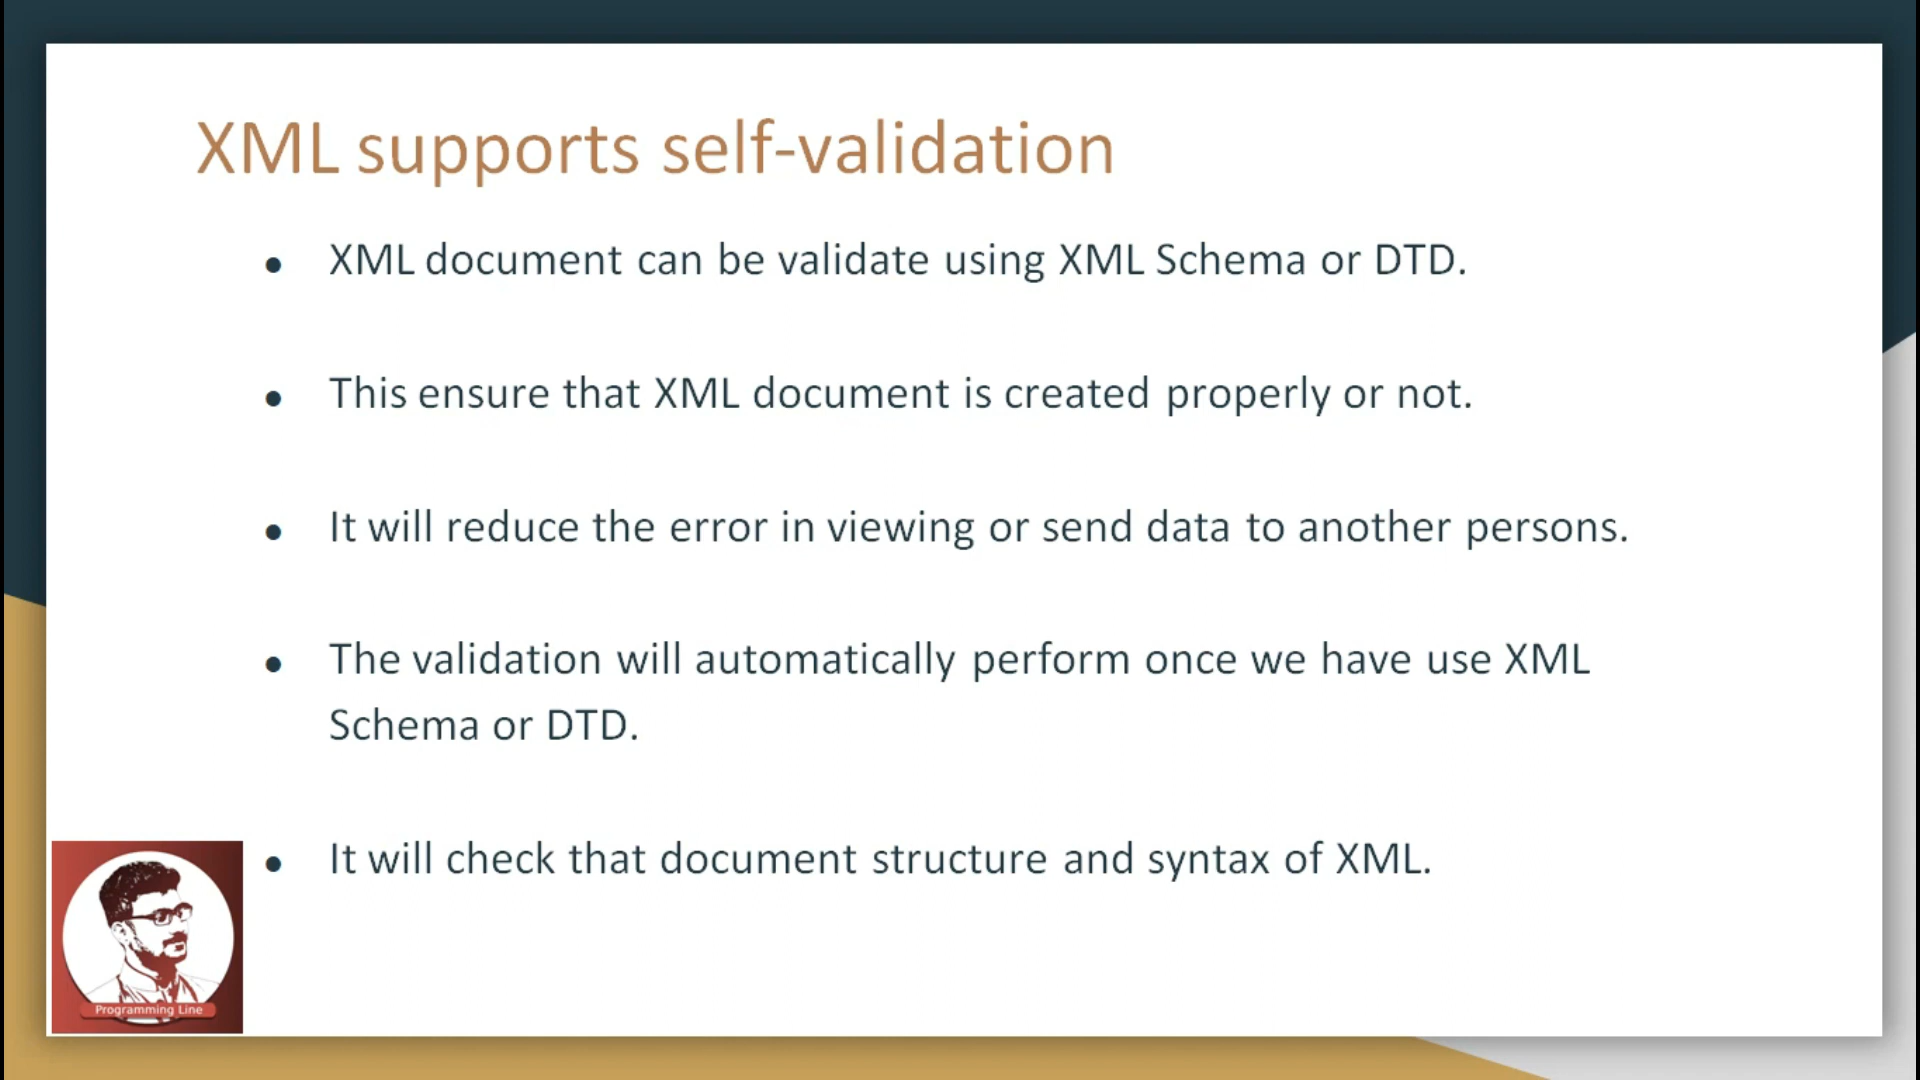 XML supports self-validation
● XML document can be validate using XML Schema or DTD.
● This ensure that XML document is created properly or not.
● It will reduce the error in viewing or send data to another persons.
● The validation will automatically perform once we have use XML
Schema or DTD.
● It will check that document structure and syntax of XML.
Programming Line